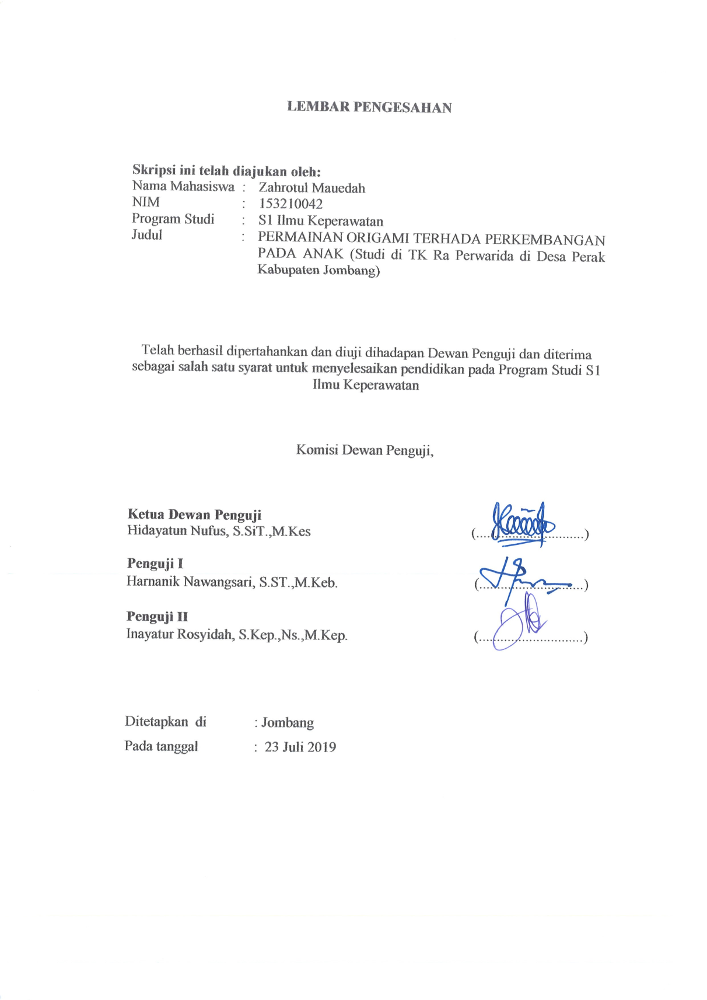 LEMBAR PENGESAHAN
Skripsi ini telah diajukan oleh:
Nama Mahasiswa : Zahrotul Mauedah
NIM : 153210042
Program Studi : S1 Ilmu Keperawatan
Judul : PERMAINAN ORIGAMI TERHADA PERKEMBANGAN
PADA ANAK (Studi di TK Ra Perwarida di Desa Perak
Kabupaten Jombang)
Telah berhasil dipertahankan dan diuji dihadapan Dewan Penguji dan diterima
sebagai salah satu syarat untuk menyelesaikan pendidikan pada Program Studi S1
Ilmu Keperawatan
Komisi Dewan Penguji,
Ketua Dewan Penguji
Hidayatun Nufus, S.SiT.,M.Kes (..............................)
Penguji I
Harnanik Nawangsari, S.ST.,M.Keb. (..............................)
Penguji II
Inayatur Rosyidah, S.Kep.,Ns.,M.Kep. (..............................)
Ditetapkan di : Jombang
Pada tanggal : 23 Juli 2019